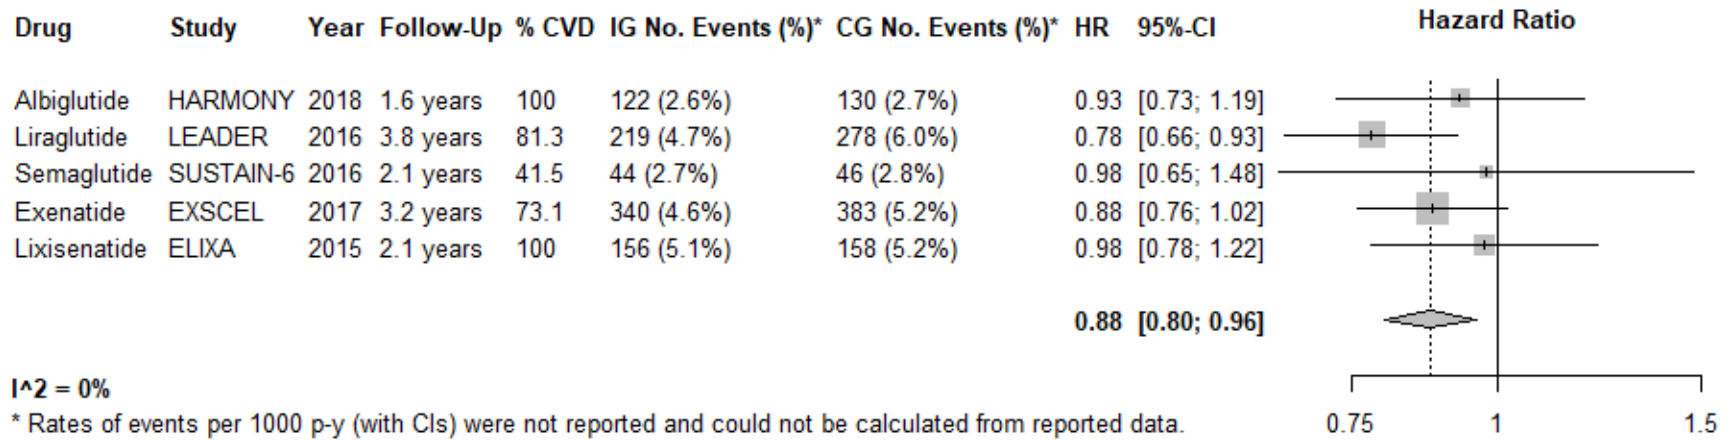 Drug Study Year Follow-Up % CVD IG No. Events (%)* CG No. Events (%)* HR 95%-CI Hazard Ratio
Albiglutide HARMONY 2018 1.6 years 100 122 (2.6%) 130 (2.7%) 0.93 [0.73; 1.19]
Liraglutide LEADER 2016 3.8 years 81.3 219 (4.7%) 278 (6.0%) 0.78 [0.66; 0.93]
Semaglutide SUSTAIN-6 2016 2.1 years 41.5 44 (2.7%) 46 (2.8%) 0.98 [0.65; 1.48]
Exenatide EXSCEL 2017 3.2 years 73.1 340 (4.6%) 383 (5.2%) 0.88 [0.76; 1.02]
Lixisenatide ELIXA 2015 2.1 years 100 156 (5.1%) 158 (5.2%) 0.98 [0.78; 1.22]
0.88 [0.80; 0.96]
I^2 = 0%
* Rates of events per 1000 p-y (with CIs) were not reported and could not be calculated from reported data.
0.75 1 1.5